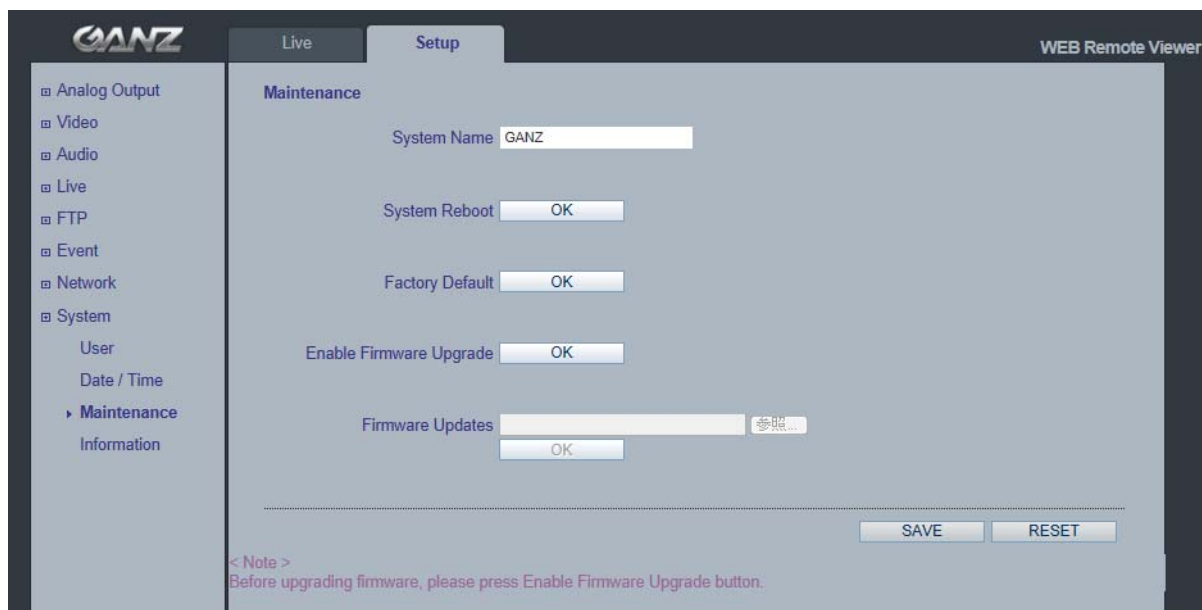 GANZ
Live
Setup
WEB Remote Viewer
Analog Output
Video
Audio
Live
FTP
Event
Network
System
User
Date / Time
Maintenance
Information
Maintenance
System Name GANZ
System Reboot OK
Factory Default OK
Enable Firmware Upgrade OK
Firmware Updates 参照...
OK
SAVE RESET
< Note >
Before upgrading firmware, please press Enable Firmware Upgrade button.